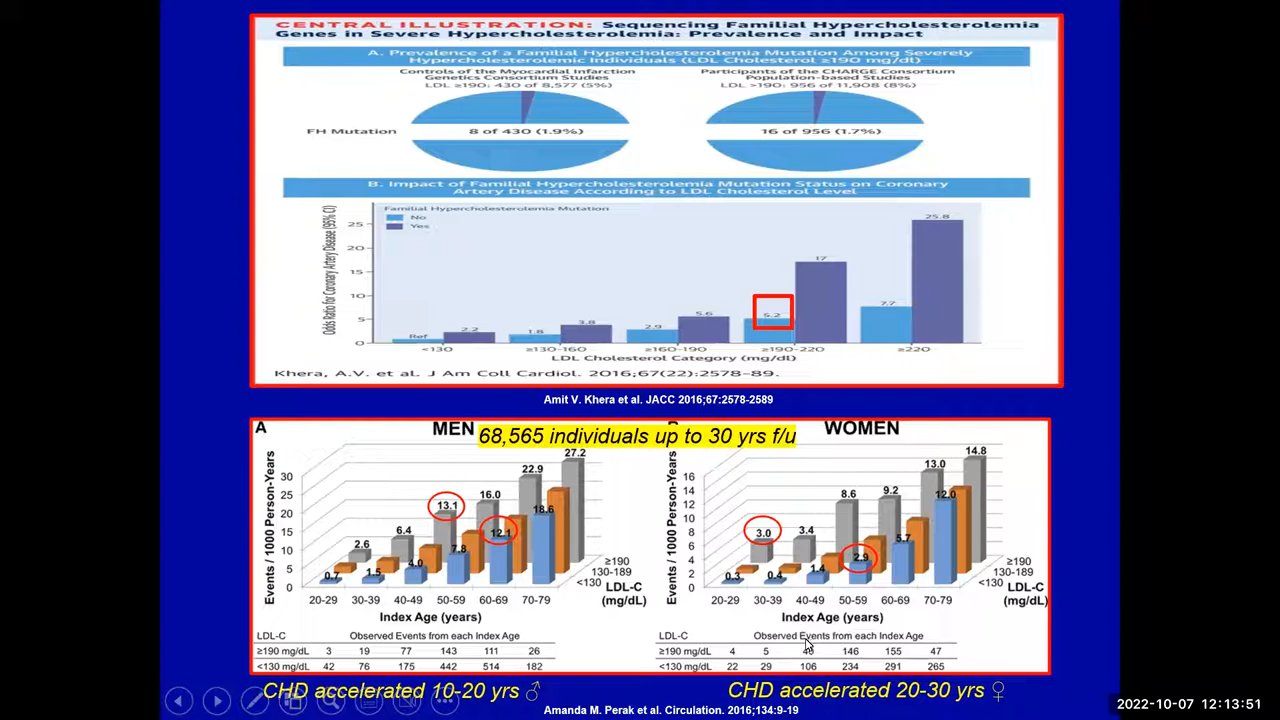 CENTRAL ILLUSTRATION: Sequencing Familial Hypercholesterolemia
Genes in Severe Hypercholesterolemia: Prevalence and Impact
A. Prevalence of a Familial Hypercholesterolemia Mutation Among Severely
Hypercholesterolemic Individuals (LDL Cholesterol ≥190 mg/dl)
Controls of the Myocardial Infarction
Genetics Consortium Studies
LDL ≥190: 430 of 8,577 (5%)
Participants of the CHARGE Consortium
Population-based Studies
LDL >190: 956 of 11,908 (8%)
FH Mutation
8 of 430 (1.9%)
16 of 956 (1.7%)
B. Impact of Familial Hypercholesterolemia Mutation Status on Coronary
Artery Disease According to LDL Cholesterol Level
Odds Ratio for Coronary Artery Disease (95% CI)
Familial Hypercholesterolemia Mutation
No
Yes
25
20
15
10
5
0
Ref 2.2 1.8 3.8 2.9 5.6 5.2 17 7.7 25.8
<130 ≥130-160 ≥160-190 ≥190-220 ≥220
LDL Cholesterol Category (mg/dl)
Khera, A.V. et al. J Am Coll Cardiol. 2016;67(22):2578-89.
Amit V. Khera et al. JACC 2016;67:2578-2589
68,565 individuals up to 30 yrs f/u
A MEN
Events / 1000 Person-Years
30
25
20
15
10
5
0
2.6 6.4 13.1 16.0 22.9 27.2
0.7 1.5 4.0 7.8 12.1 18.6
≥190
130-189
<130
LDL-C
(mg/dL)
20-29 30-39 40-49 50-59 60-69 70-79
Index Age (years)
LDL-C Observed Events from each Index Age
≥190 mg/dL 3 19 77 143 111 26
<130 mg/dL 42 76 175 442 514 182
WOMEN
Events / 1000 Person-Years
16
14
12
10
8
6
4
2
0
3.0 3.4 8.6 9.2 13.0 14.8
0.3 0.4 1.4 2.9 5.7 12.0
≥190
130-189
<130
LDL-C
(mg/dL)
20-29 30-39 40-49 50-59 60-69 70-79
Index Age (years)
LDL-C Observed Events from each Index Age
≥190 mg/dL 4 5 146 155 47
<130 mg/dL 22 29 106 234 291 265
CHD accelerated 10-20 yrs ♂
CHD accelerated 20-30 yrs ♀
Amanda M. Perak et al. Circulation. 2016;134:9-19
2022-10-07 12:13:51